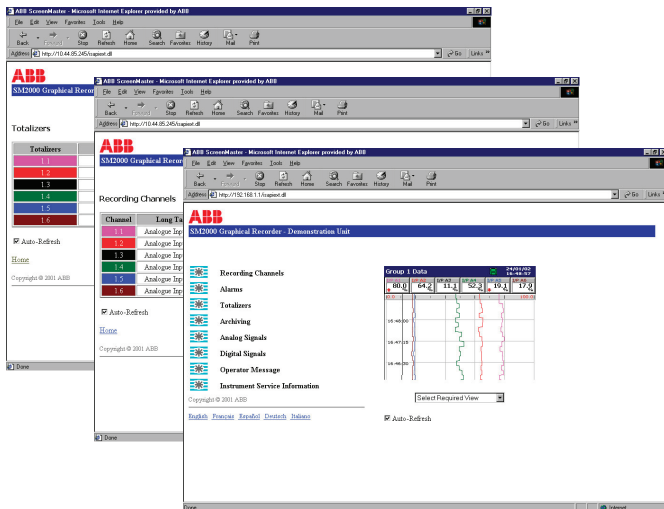 ABB ScreenMaster - Microsoft Internet Explorer provided by ABB
File Edit View Favorites Tools Help
Back Forward Stop Refresh Home Search Favorites History Mail Print
Address http://10.44.85.245/isapiext.dll Go Links »
ABB
SM2000 Graphical Recor
Totalizers
Totalizers
1.1
1.2
1.3
1.4
1.5
1.6
Auto-Refresh
Home
Copyright © 2001 ABB
Done
ABB ScreenMaster - Microsoft Internet Explorer provided by ABB
File Edit View Favorites Tools Help
Back Forward Stop Refresh Home Search Favorites History Mail Print
Address http://10.44.85.245/isapiext.dll Go Links »
ABB
SM2000 Graphical Recor
Recording Channels
Channel Long Ta
1.1 Analogue Inp
1.2 Analogue Inp
1.3 Analogue Inp
1.4 Analogue Inp
1.5 Analogue Inp
1.6 Analogue Inp
Auto-Refresh
Home
Copyright © 2001 ABB
Done
ABB ScreenMaster - Microsoft Internet Explorer provided by ABB
File Edit View Favorites Tools Help
Back Forward Stop Refresh Home Search Favorites History Mail Print
Address http://192.168.1.1/isapiext.dll Go Links »
ABB
SM2000 Graphical Recorder - Demonstration Unit
Recording Channels
Alarms
Totalizers
Archiving
Analog Signals
Digital Signals
Operator Message
Instrument Service Information
Copyright © 2001 ABB
English Français Español Deutsch Italiano
Group 1 Data 24/01/02
16:48:57
80.0 64.2 11.1 52.3 19.1 17.9
% % % % % %
16:48:00
16:47:15
16:46:30
Select Required View
Auto-Refresh
Done Internet